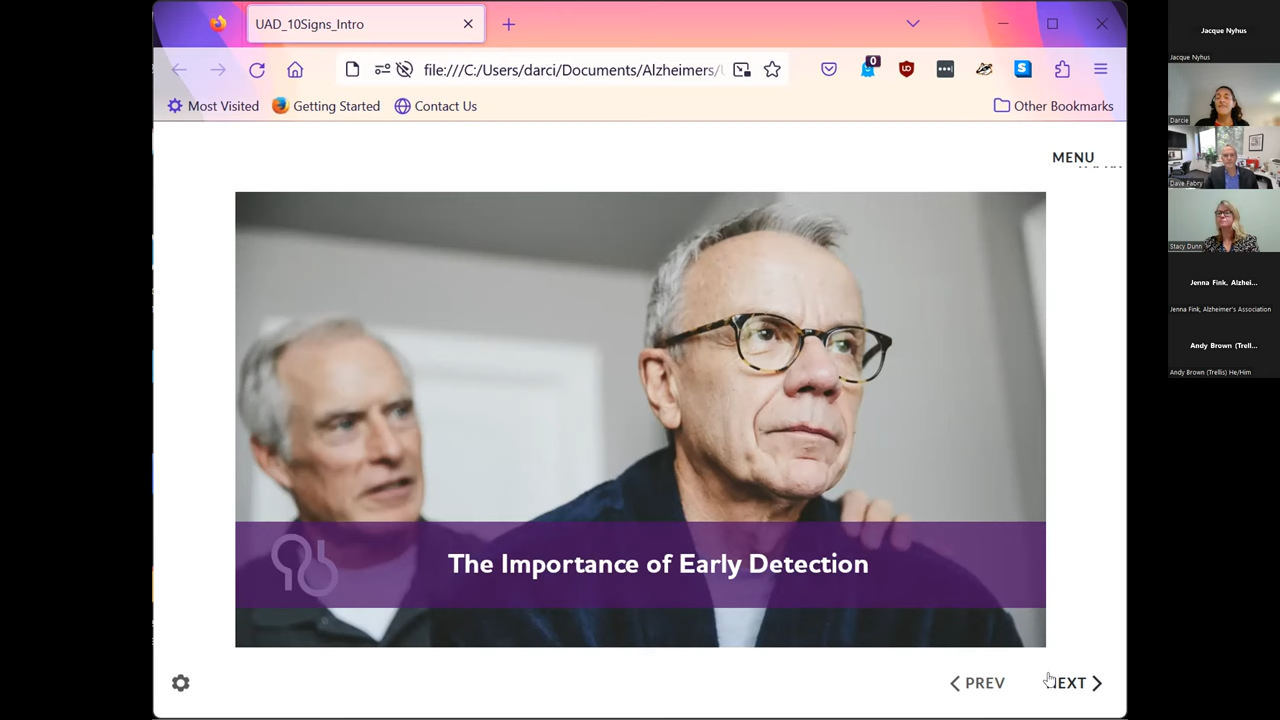 UAD_10Signs_Intro
file:///C:/Users/darci/Documents/Alzheimers/
0
Most Visited
Getting Started
Contact Us
Other Bookmarks
MENU
The Importance of Early Detection
PREV
EXT
Jacque Nyhus
Jacque Nyhus
Darcie
Dave Fabry
Stacy Dunn
Jenna Fink, Alzhei...
Jenna Fink, Alzheimer's Association
Andy Brown (Trell...
Andy Brown (Trellis) He/Him